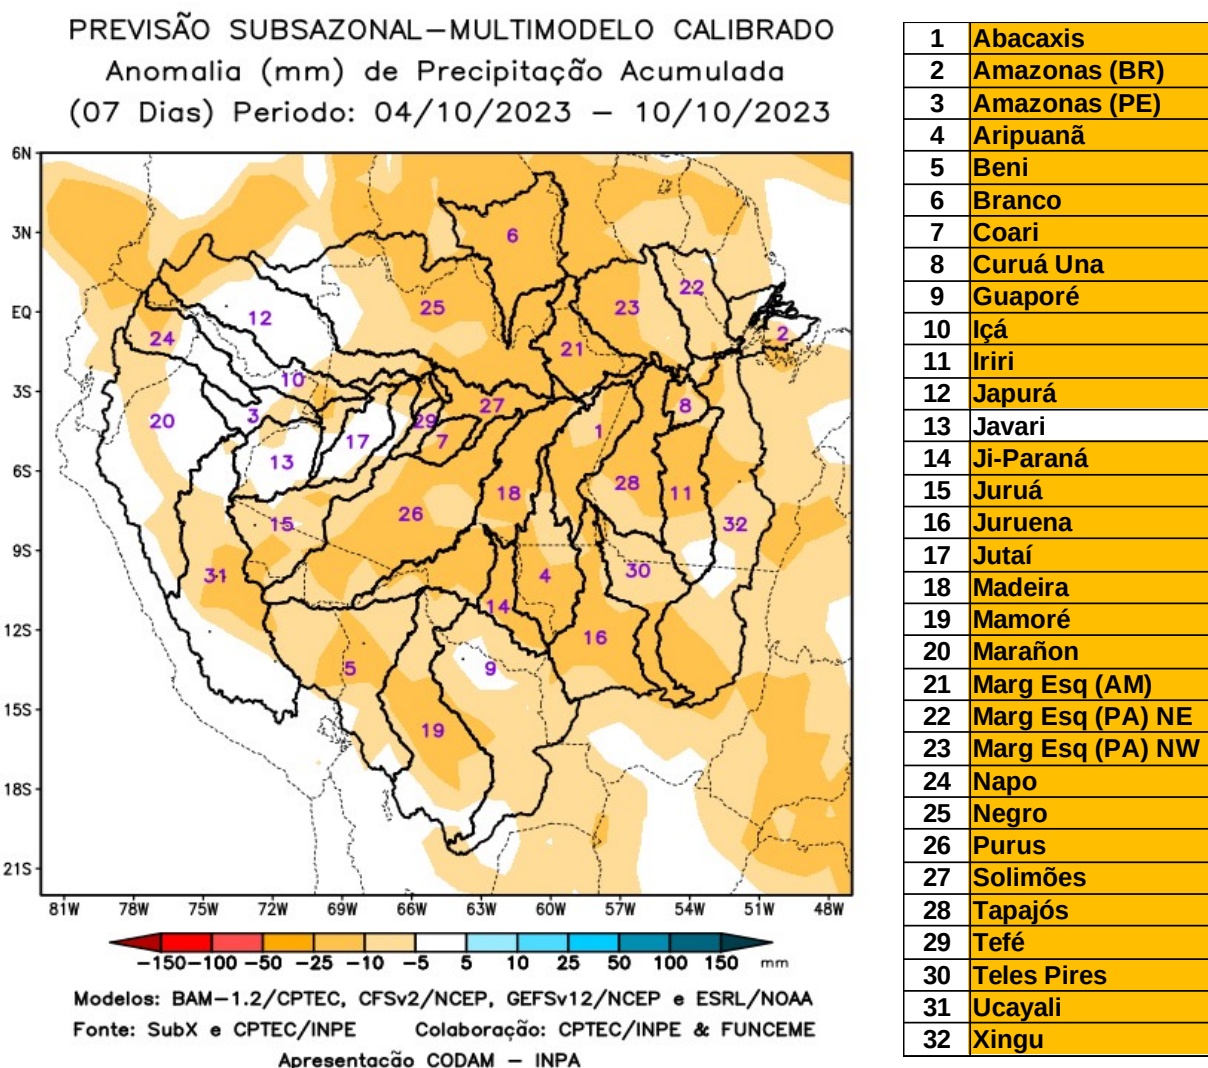 PREVISÃO SUBSAZONAL–MULTIMODELO CALIBRADO
Anomalia (mm) de Precipitação Acumulada
(07 Dias) Periodo: 04/10/2023 – 10/10/2023
6N
3N
EQ
3S
6S
9S
12S
15S
18S
21S
81W 78W 75W 72W 69W 66W 63W 60W 57W 54W 51W 48W
6
22
25
23
12
2
24
21
10
27
8
3
20
29
1
17
7
13
28
18
11
26
15
32
31
4
30
14
16
5
9
19
-150 -100 -50 -25 -10 -5 5 10 25 50 100 150 mm
Modelos: BAM–1.2/CPTEC, CFSv2/NCEP, GEFSv12/NCEP e ESRL/NOAA
Fonte: SubX e CPTEC/INPE Colaboração: CPTEC/INPE & FUNCEME
Apresentação CODAM – INPA
1 Abacaxis
2 Amazonas (BR)
3 Amazonas (PE)
4 Aripuanã
5 Beni
6 Branco
7 Coari
8 Curuá Una
9 Guaporé
10 Içá
11 Iriri
12 Japurá
13 Javari
14 Ji-Paraná
15 Juruá
16 Juruena
17 Jutaí
18 Madeira
19 Mamoré
20 Marañon
21 Marg Esq (AM)
22 Marg Esq (PA) NE
23 Marg Esq (PA) NW
24 Napo
25 Negro
26 Purus
27 Solimões
28 Tapajós
29 Tefé
30 Teles Pires
31 Ucayali
32 Xingu